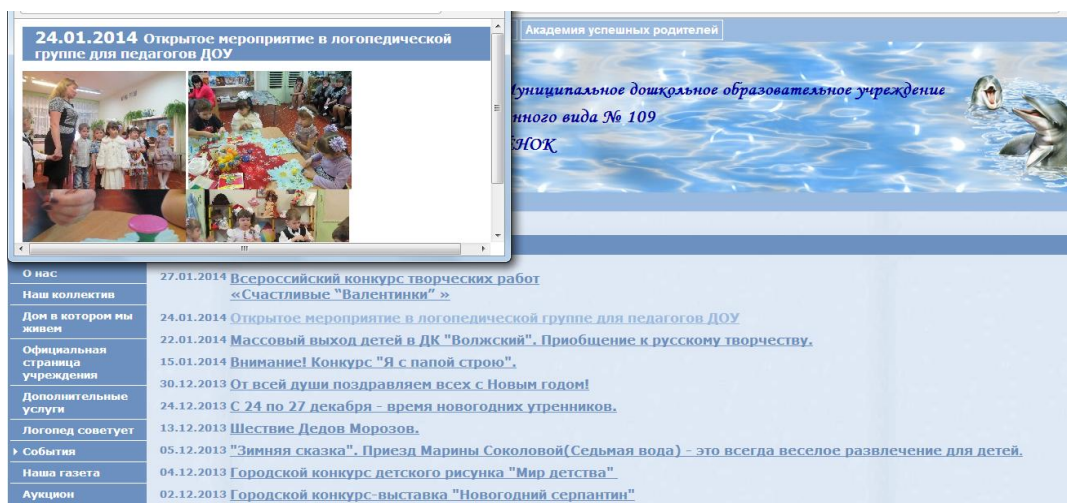 24.01.2014 Открытое мероприятие в логопедической
группе для педагогов ДОУ
Академия успешных родителей
Муниципальное дошкольное образовательное учреждение
нного вида № 109
ЁНОК
О нас
Наш коллектив
Дом в котором мы
живем
Официальная
страница
учреждения
Дополнительные
услуги
Логопед советует
События
Наша газета
Аукцион
27.01.2014 Всероссийский конкурс творческих работ
«Счастливые "Валентинки" »
24.01.2014 Открытое мероприятие в логопедической группе для педагогов ДОУ
22.01.2014 Массовый выход детей в ДК "Волжский". Приобщение к русскому творчеству.
15.01.2014 Внимание! Конкурс "Я с папой строю".
30.12.2013 От всей души поздравляем всех с Новым годом!
24.12.2013 С 24 по 27 декабря - время новогодних утренников.
13.12.2013 Шествие Дедов Морозов.
05.12.2013 "Зимняя сказка". Приезд Марины Соколовой(Седьмая вода) - это всегда веселое развлечение для детей.
04.12.2013 Городской конкурс детского рисунка "Мир детства"
02.12.2013 Городской конкурс-выставка "Новогодний серпантин"